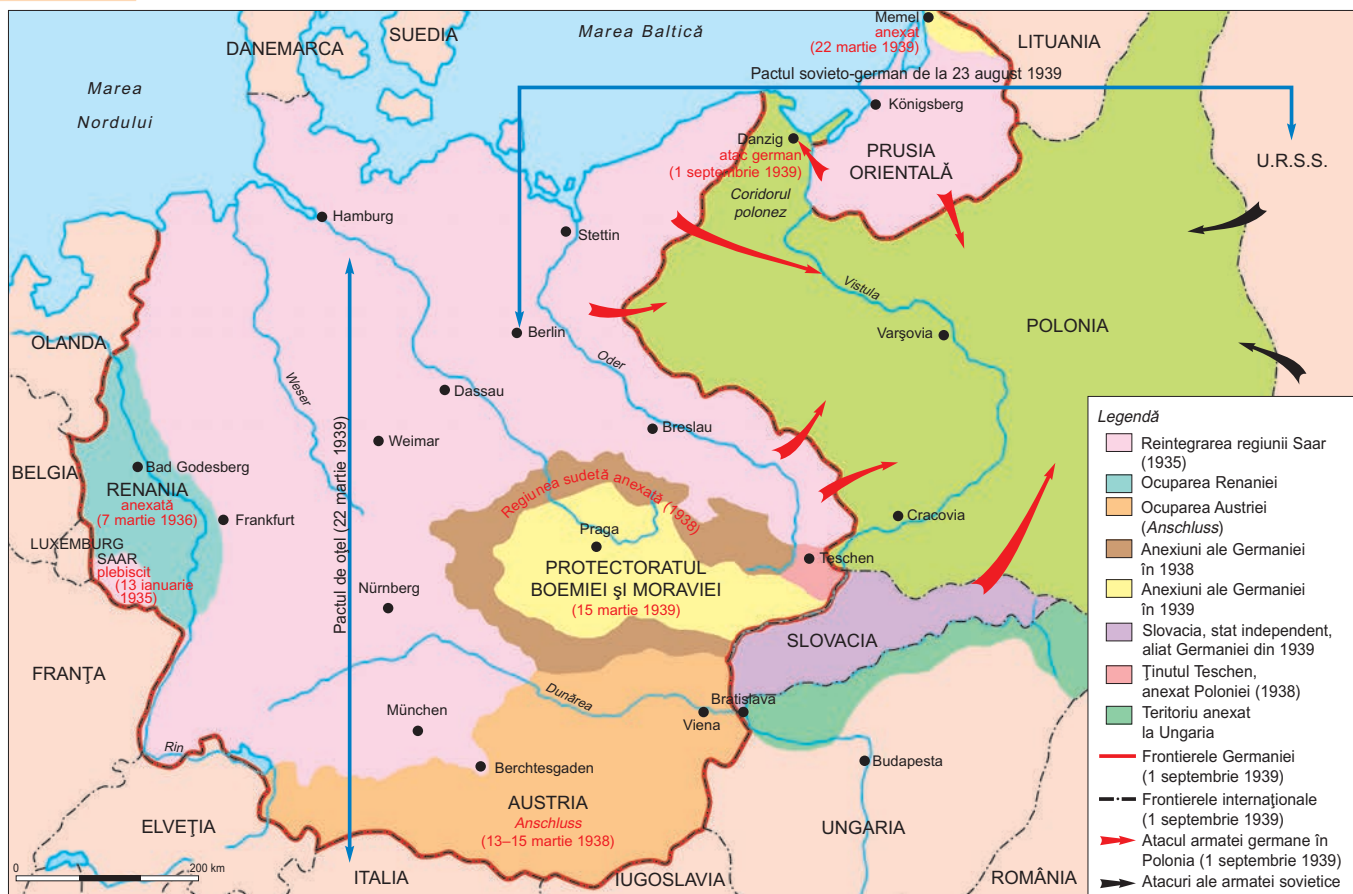 Memel
anexat
(22 martie 1939)
LITUANIA
SUEDIA
DANEMARCA
Marea Baltică
Pactul sovieto-german de la 23 august 1939
Marea
Nordului
Königsberg
Danzig
atac german
(1 septembrie 1939)
PRUSIA
ORIENTALĂ
U.R.S.S.
Coridorul
polonez
Hamburg
Stettin
Vistula
Varşovia
POLONIA
Berlin
OLANDA
Oder
Weser
Dassau
Pactul de oţel (22 martie 1939)
Weimar
Breslau
BELGIA
Bad Godesberg
RENANIA
anexată
(7 martie 1936)
Frankfurt
Regiunea sudetă anexată (1938)
Praga
Cracovia
LUXEMBURG
SAAR
plebiscit
(13 ianuarie
1935)
Teschen
PROTECTORATUL
BOEMIEI şi MORAVIEI
(15 martie 1939)
Nürnberg
SLOVACIA
FRANŢA
Dunărea
Bratislava
Viena
München
Rin
Berchtesgaden
Budapesta
AUSTRIA
Anschluss
(13–15 martie 1938)
ELVEŢIA
UNGARIA
0 200 km
ITALIA
IUGOSLAVIA
ROMÂNIA
Legendă
Reintegrarea regiunii Saar
(1935)
Ocuparea Renaniei
Ocuparea Austriei
(Anschluss)
Anexiuni ale Germaniei
în 1938
Anexiuni ale Germaniei
în 1939
Slovacia, stat independent,
aliat Germaniei din 1939
Ţinutul Teschen,
anexat Poloniei (1938)
Teritoriu anexat
la Ungaria
Frontierele Germaniei
(1 septembrie 1939)
Frontierele internaţionale
(1 septembrie 1939)
Atacul armatei germane în
Polonia (1 septembrie 1939)
Atacuri ale armatei sovietice